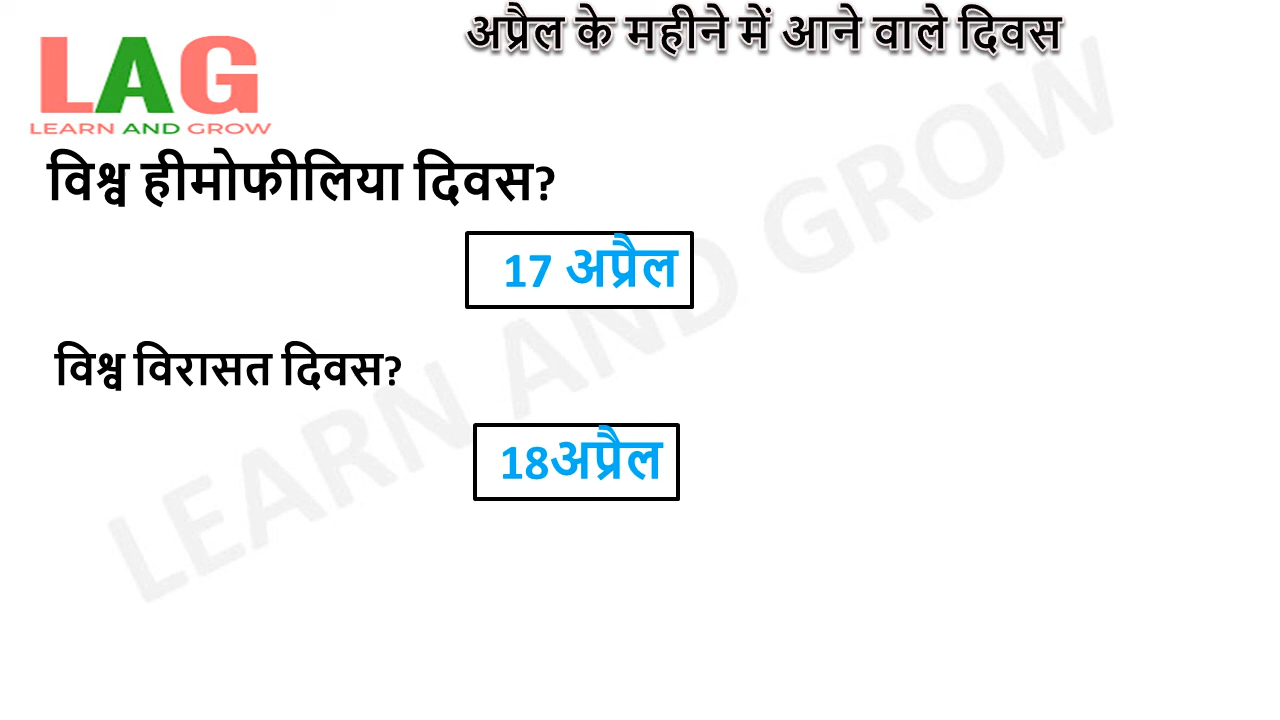 अप्रैल के महीने में आने वाले दिवस
LAG
LEARN AND GROW
विश्व हीमोफीलिया दिवस?
17 अप्रैल
विश्व विरासत दिवस?
18अप्रैल
LEARN AND GROW